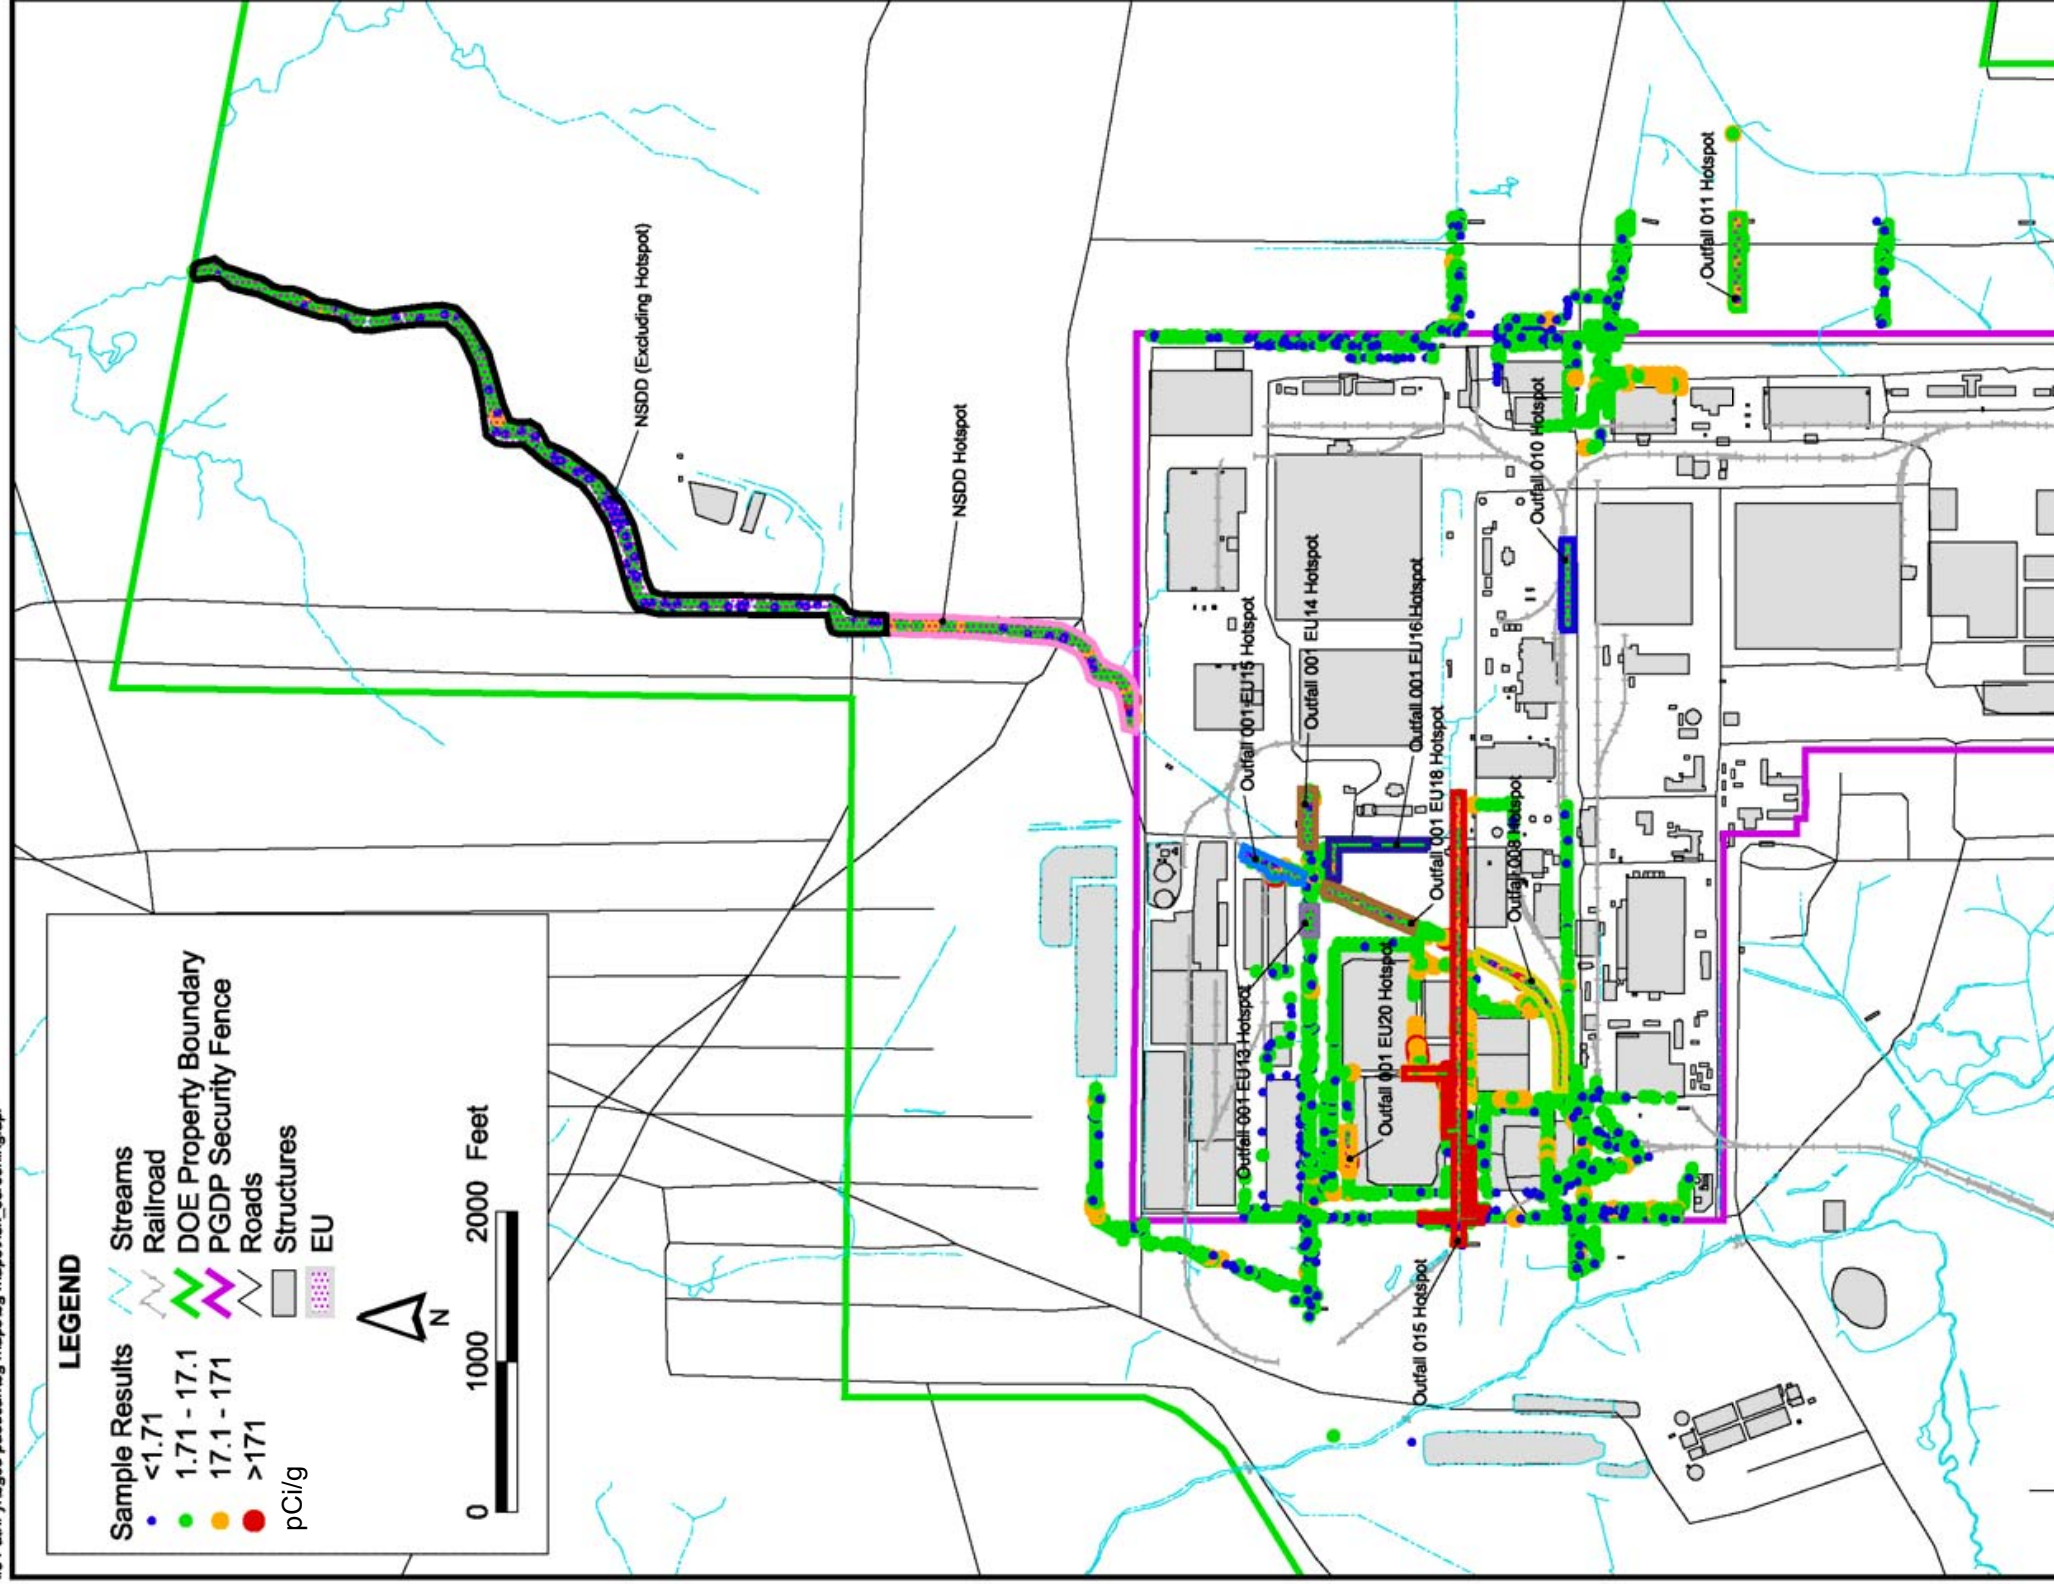 LEGEND
Sample Results
<1.71
1.71 - 17.1
17.1 - 171
>171
pCi/g
Streams
Railroad
DOE Property Boundary
PGDP Security Fence
Roads
Structures
EU
N
0 1000 2000 Feet
NSDD (Excluding Hotspot)
NSDD Hotspot
Outfall 001 EU15 Hotspot
Outfall 001 EU14 Hotspot
Outfall 001 EU16 Hotspot
Outfall 001 EU18 Hotspot
Outfall 008 Hotspot
Outfall 010 Hotspot
Outfall 011 Hotspot
Outfall 001 EU13 Hotspot
Outfall 001 EU20 Hotspot
Outfall 015 Hotspot